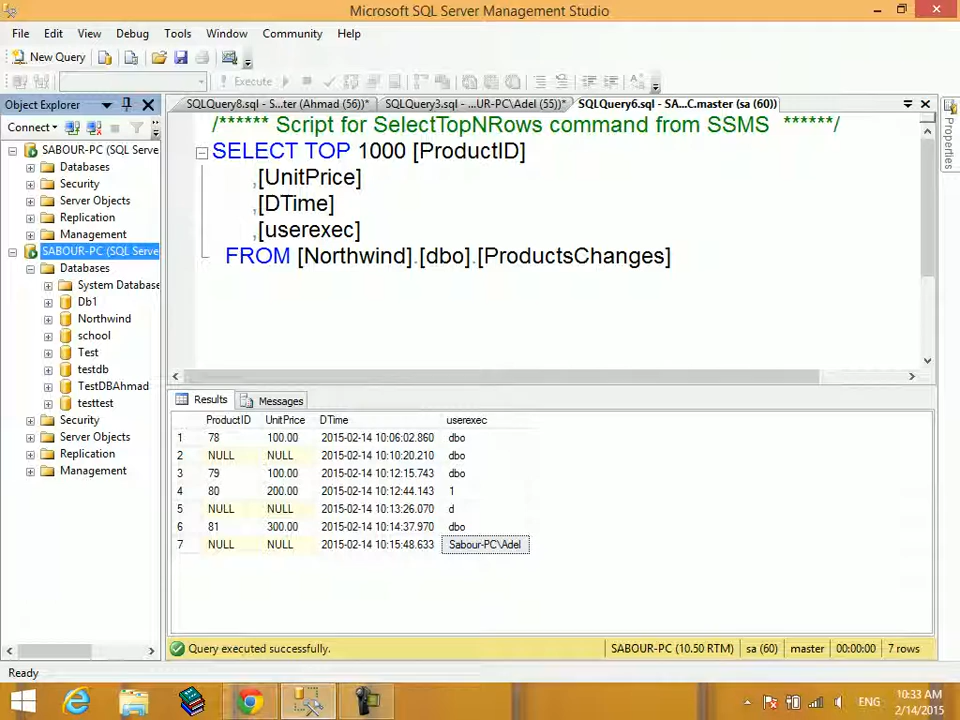 Microsoft SQL Server Management Studio
File Edit View Debug Tools Window Community Help
New Query
Execute
Object Explorer
SQLQuery8.sql - S...ter (Ahmad (56))* SQLQuery3.sql - ...UR-PC\Adel (55))* SQLQuery6.sql - SA...C.master (sa (60))
Connect
Properties
SABOUR-PC (SQL Serve
Databases
Security
Server Objects
Replication
Management
SABOUR-PC (SQL Serve
Databases
System Database
Db1
Northwind
school
Test
testdb
TestDBAhmad
testtest
Security
Server Objects
Replication
Management
/****** Script for SelectTopNRows command from SSMS ******/
SELECT TOP 1000 [ProductID]
,[UnitPrice]
,[DTime]
,[userexec]
FROM [Northwind].[dbo].[ProductsChanges]
Results Messages
ProductID UnitPrice DTime userexec
1 78 100.00 2015-02-14 10:06:02.860 dbo
2 NULL NULL 2015-02-14 10:10:20.210 dbo
3 79 100.00 2015-02-14 10:12:15.743 dbo
4 80 200.00 2015-02-14 10:12:44.143 1
5 NULL NULL 2015-02-14 10:13:26.070 d
6 81 300.00 2015-02-14 10:14:37.970 dbo
7 NULL NULL 2015-02-14 10:15:48.633 Sabour-PC\Adel
Query executed successfully. SABOUR-PC (10.50 RTM) sa (60) master 00:00:00 7 rows
Ready
ENG
10:33 AM
2/14/2015